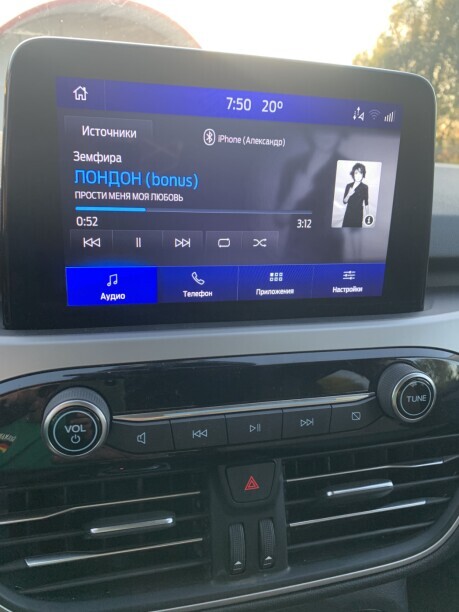 7:50 20°
Источники
iPhone (Александр)
Земфира
ЛОНДОН (bonus)
ПРОСТИ МЕНЯ МОЯ ЛЮБОВЬ
0:52 3:12
Аудио Телефон Приложения Настройки
VOL TUNE